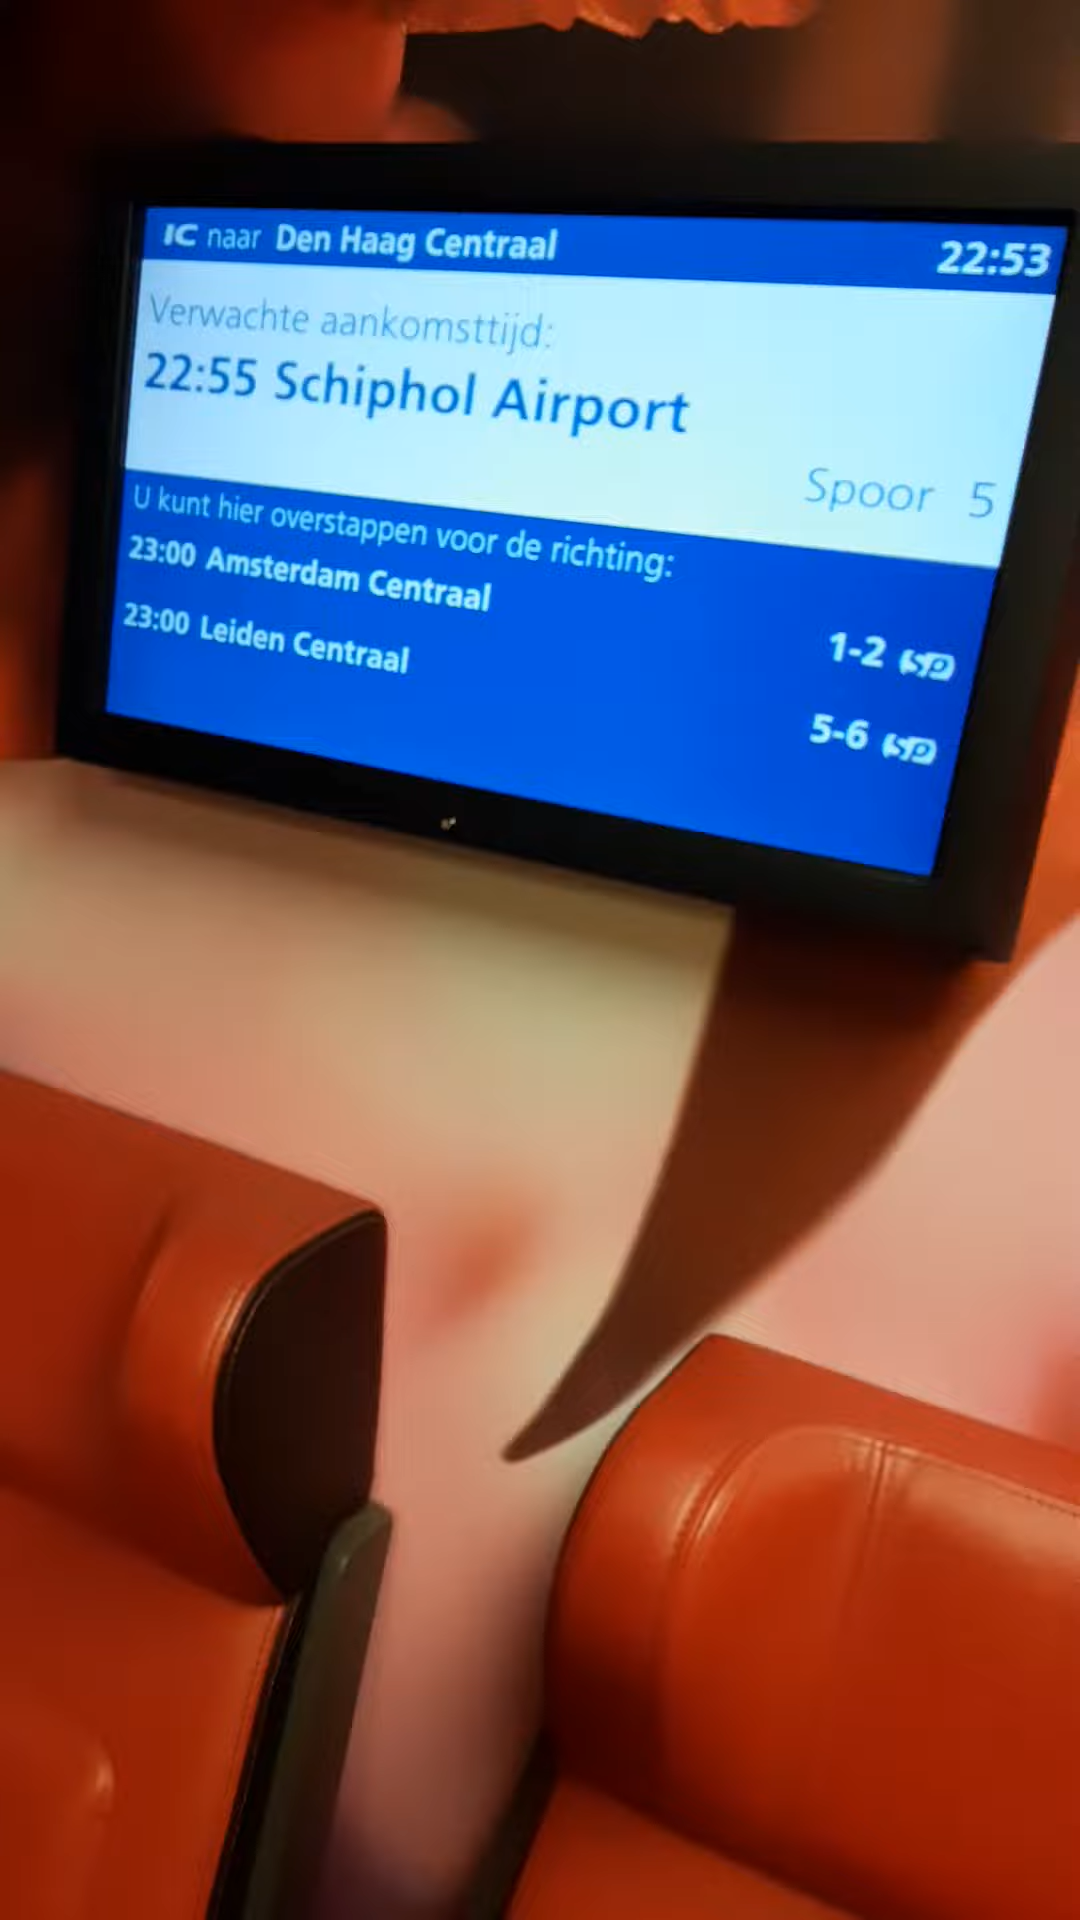 IC naar Den Haag Centraal 22:53
Verwachte aankomsttijd:
22:55 Schiphol Airport
Spoor 5
U kunt hier overstappen voor de richting:
23:00 Amsterdam Centraal 1-2
23:00 Leiden Centraal 5-6